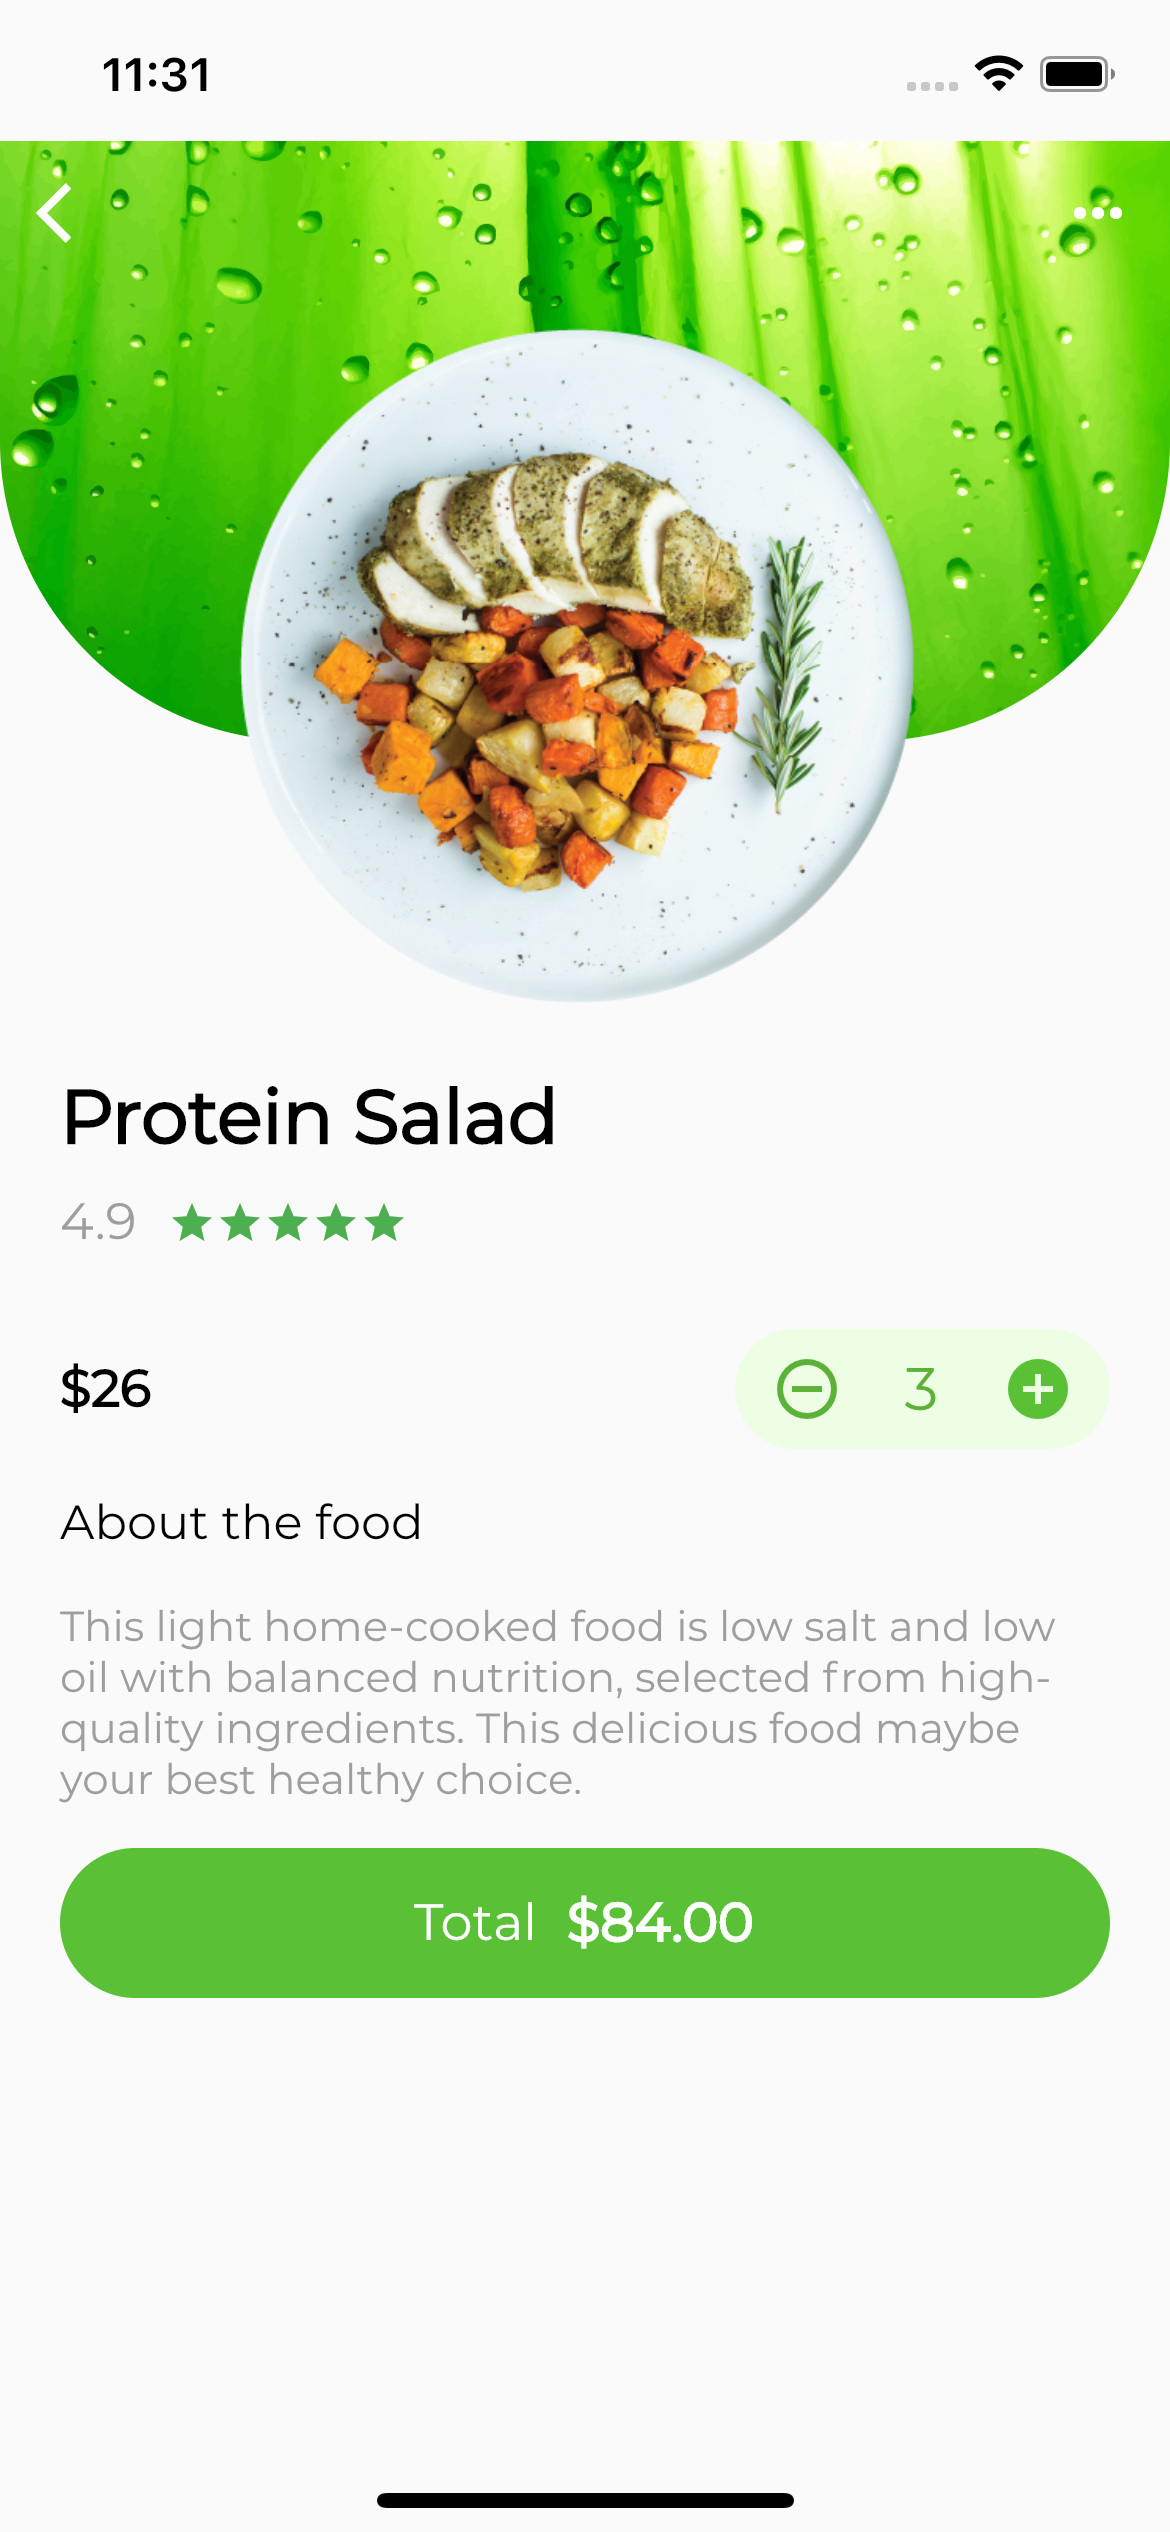 11:31
Protein Salad
4.9
$26
3
About the food
This light home-cooked food is low salt and low
oil with balanced nutrition, selected from high-
quality ingredients. This delicious food maybe
your best healthy choice.
Total $84.00